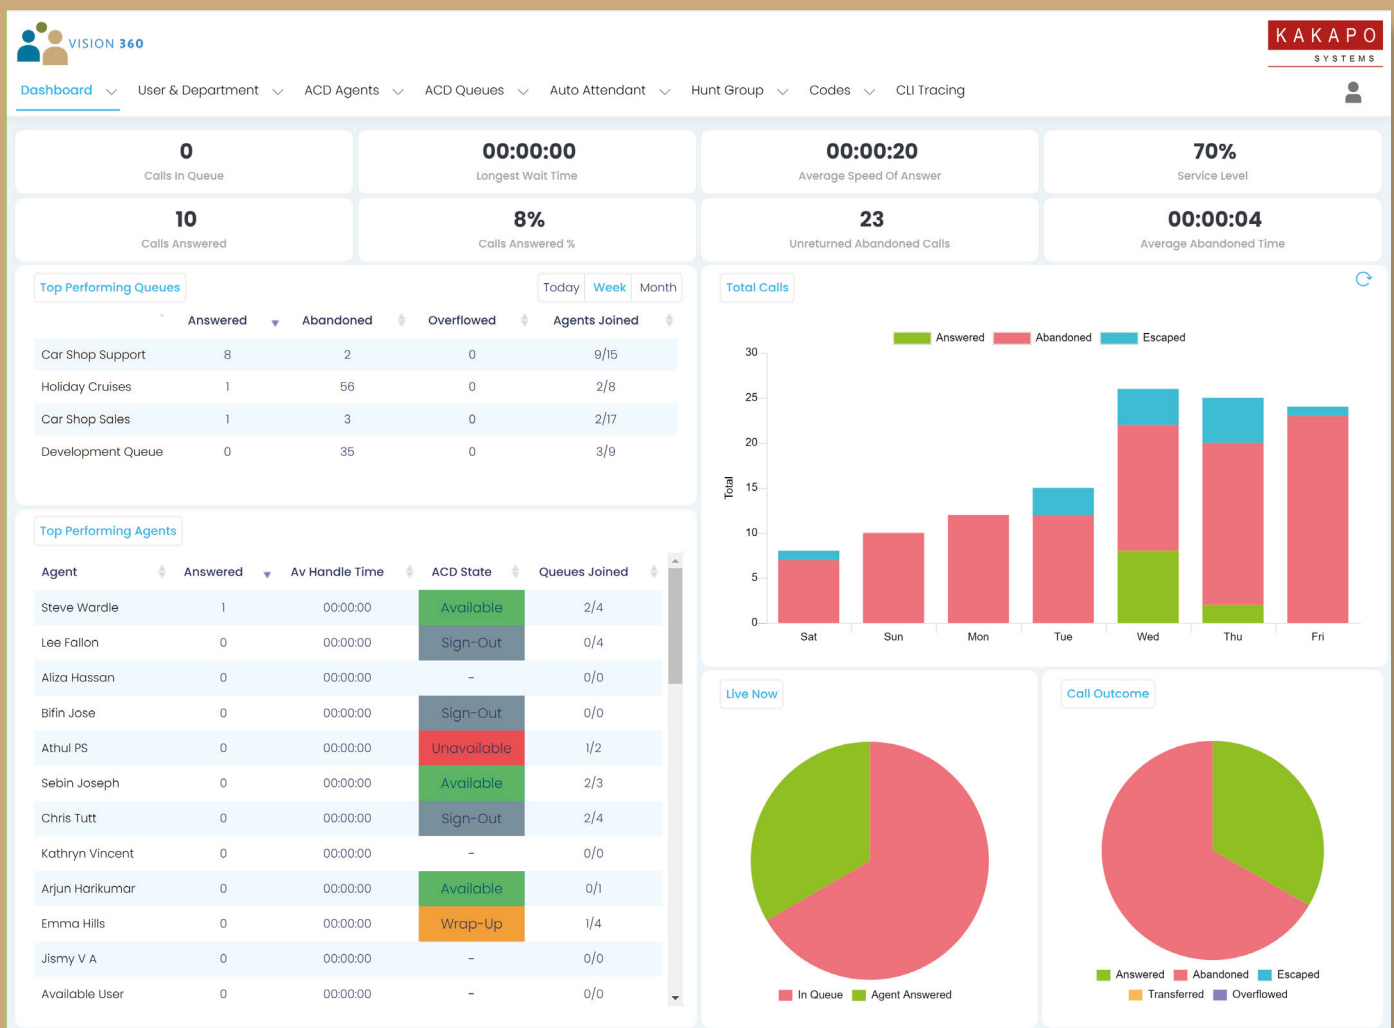 VISION 360
KAKAPO
SYSTEMS
Dashboard User & Department ACD Agents ACD Queues Auto Attendant Hunt Group Codes CLI Tracing
0 00:00:00 00:00:20 70%
Calls In Queue Longest Wait Time Average Speed Of Answer Service Level
10 8% 23 00:00:04
Calls Answered Calls Answered % Unreturned Abandoned Calls Average Abandoned Time
Top Performing Queues Today Week Month
Answered Abandoned Overflowed Agents Joined
Car Shop Support 8 2 0 9/15
Holiday Cruises 1 56 0 2/8
Car Shop Sales 1 3 0 2/17
Development Queue 0 35 0 3/9
Top Performing Agents
Agent Answered Av Handle Time ACD State Queues Joined
Steve Wardle 1 00:00:00 Available 2/4
Lee Fallon 0 00:00:00 Sign-Out 0/4
Aliza Hassan 0 00:00:00 - 0/0
Bifin Jose 0 00:00:00 Sign-Out 0/0
Athul PS 0 00:00:00 Unavailable 1/2
Sebin Joseph 0 00:00:00 Available 2/3
Chris Tutt 0 00:00:00 Sign-Out 2/4
Kathryn Vincent 0 00:00:00 - 0/0
Arjun Harikumar 0 00:00:00 Available 0/1
Emma Hills 0 00:00:00 Wrap-Up 1/4
Jismy V A 0 00:00:00 - 0/0
Available User 0 00:00:00 - 0/0
Total Calls
Answered Abandoned Escaped
Total
30
25
20
15
10
5
0
Sat Sun Mon Tue Wed Thu Fri
Live Now
In Queue Agent Answered
Call Outcome
Answered Abandoned Escaped
Transferred Overflowed